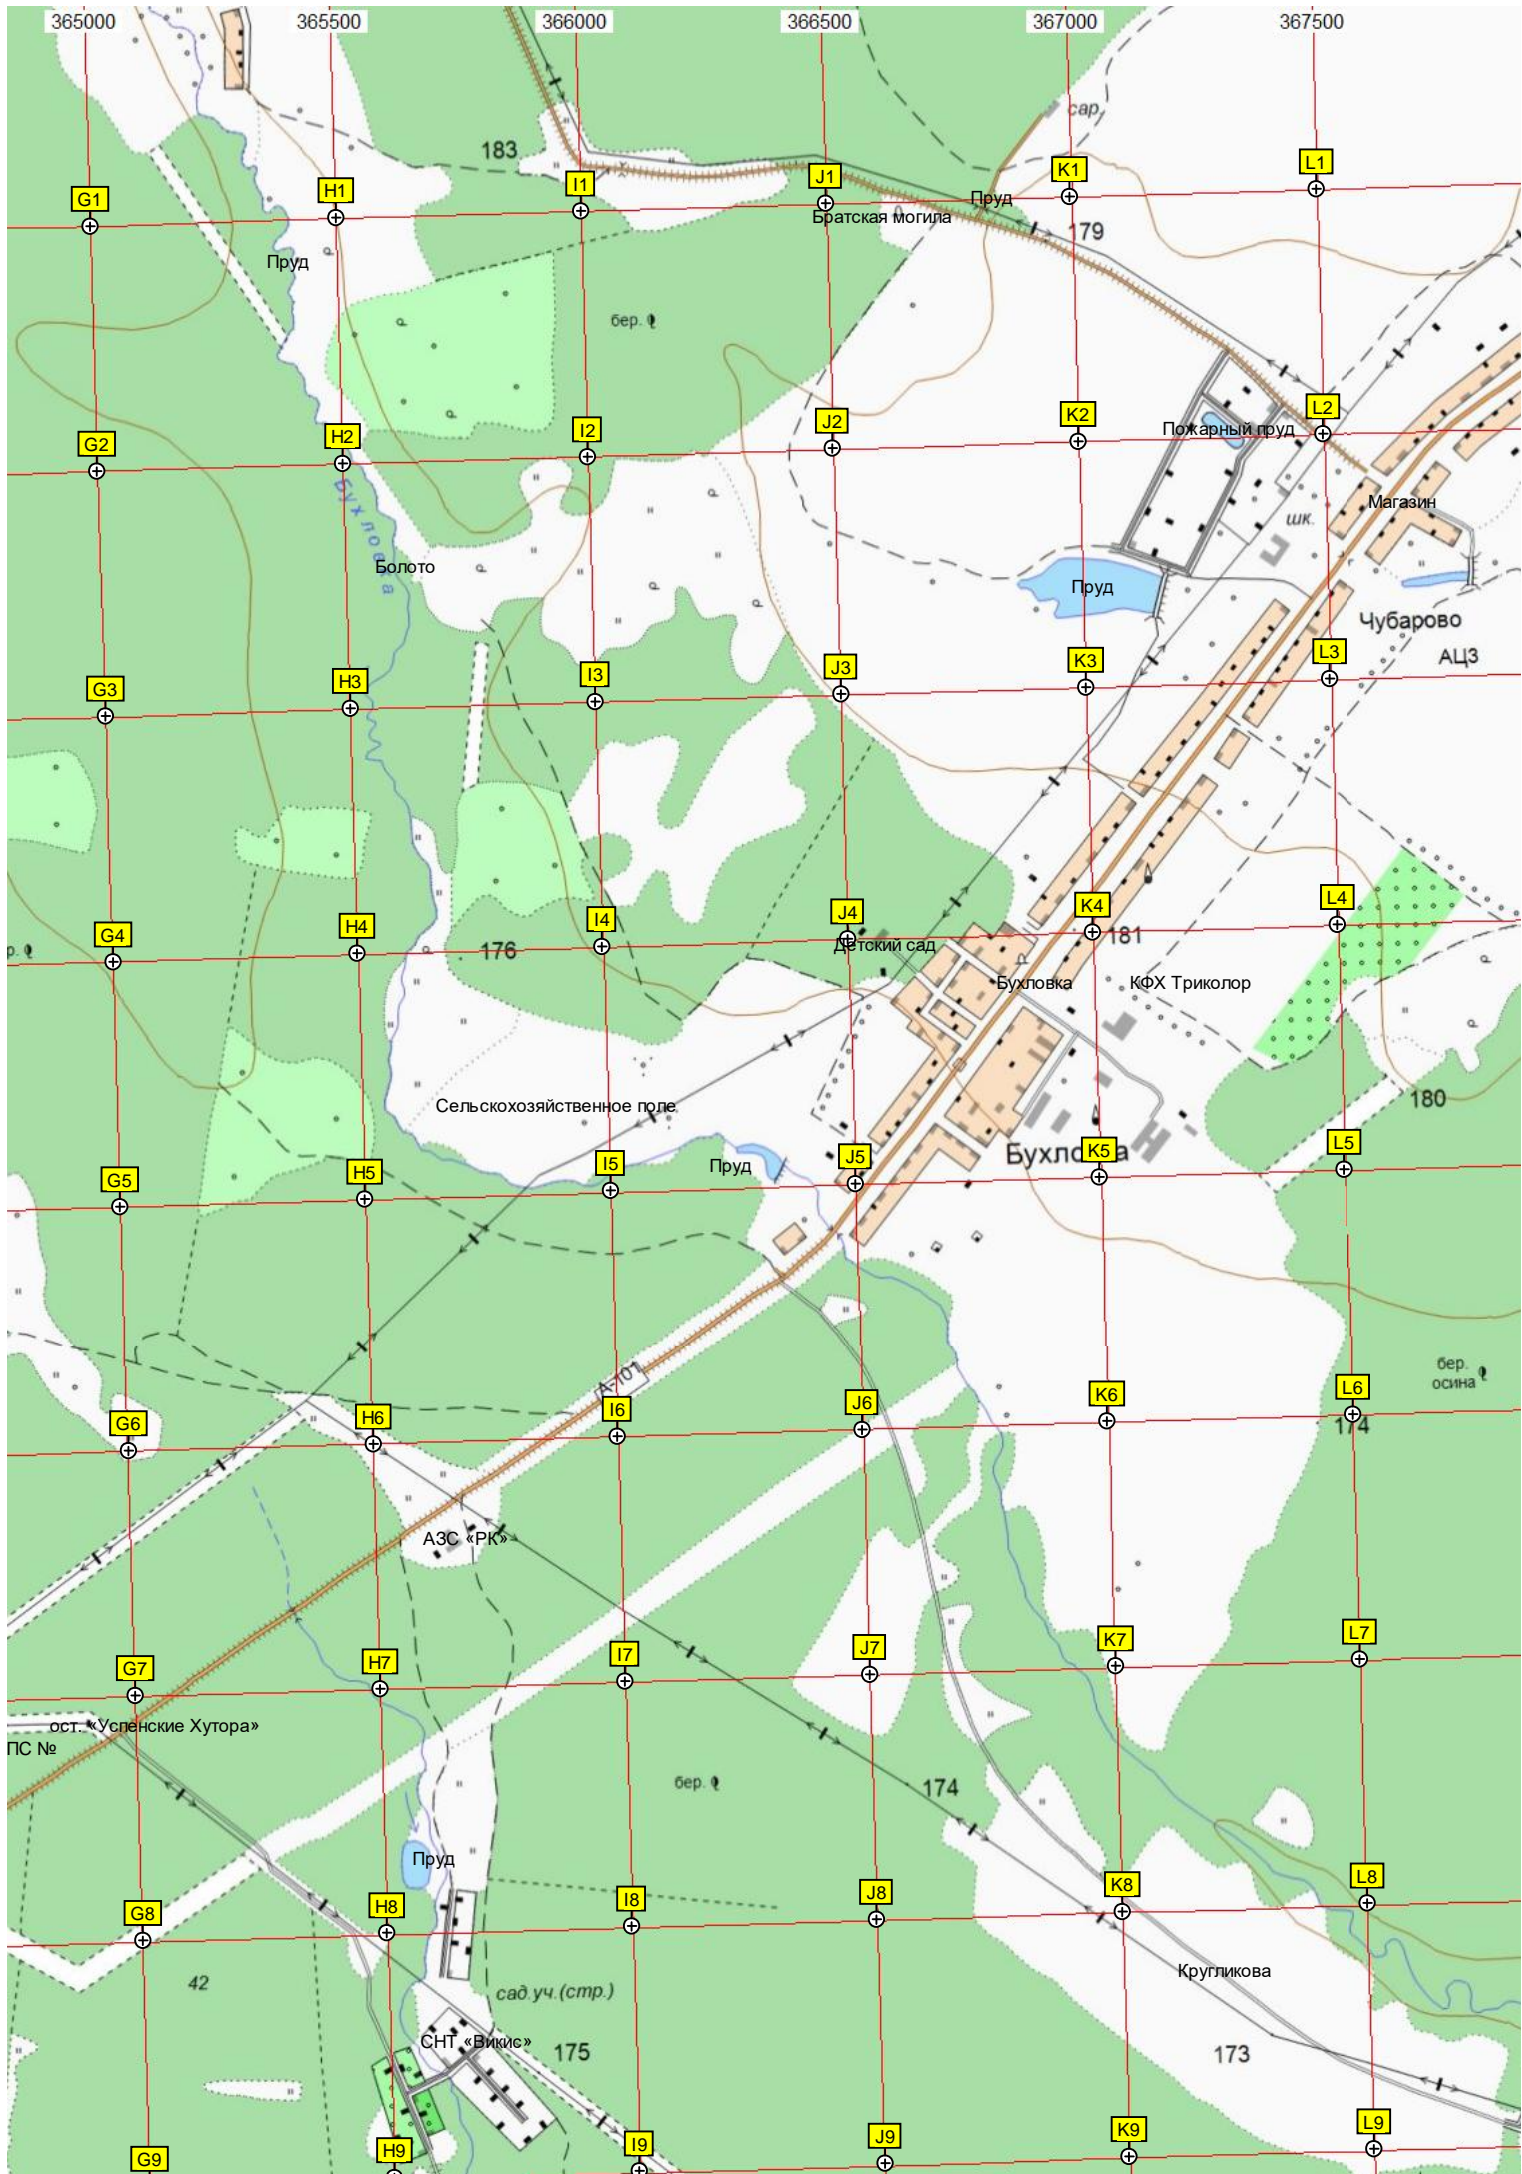 365000 365500 366000 366500 367000 367500
сар.
183
G1 H1 I1 J1 K1 L1
Пруд
Братская могила
179
Пруд
бер.
G2 H2 I2 J2 K2 L2
Пожарный пруд
Магазин
шк.
Бухловка
Болото
Пруд
Чубарово
АЦЗ
G3 H3 I3 J3 K3 L3
G4 H4 I4 J4 K4 L4
р.
176
Детский сад
181
Бухловка
КФХ Триколор
Сельскохозяйственное поле
180
Пруд
Бухловка
G5 H5 I5 J5 K5 L5
А-101
бер.
осина
G6 H6 I6 J6 K6 L6
174
АЗС «РК»
G7 H7 I7 J7 K7 L7
ост. «Успенские Хутора»
ПС №
бер.
174
Пруд
G8 H8 I8 J8 K8 L8
42
сад.уч.(стр.)
Кругликова
СНТ «Викис»
175
173
G9 H9 I9 J9 K9 L9